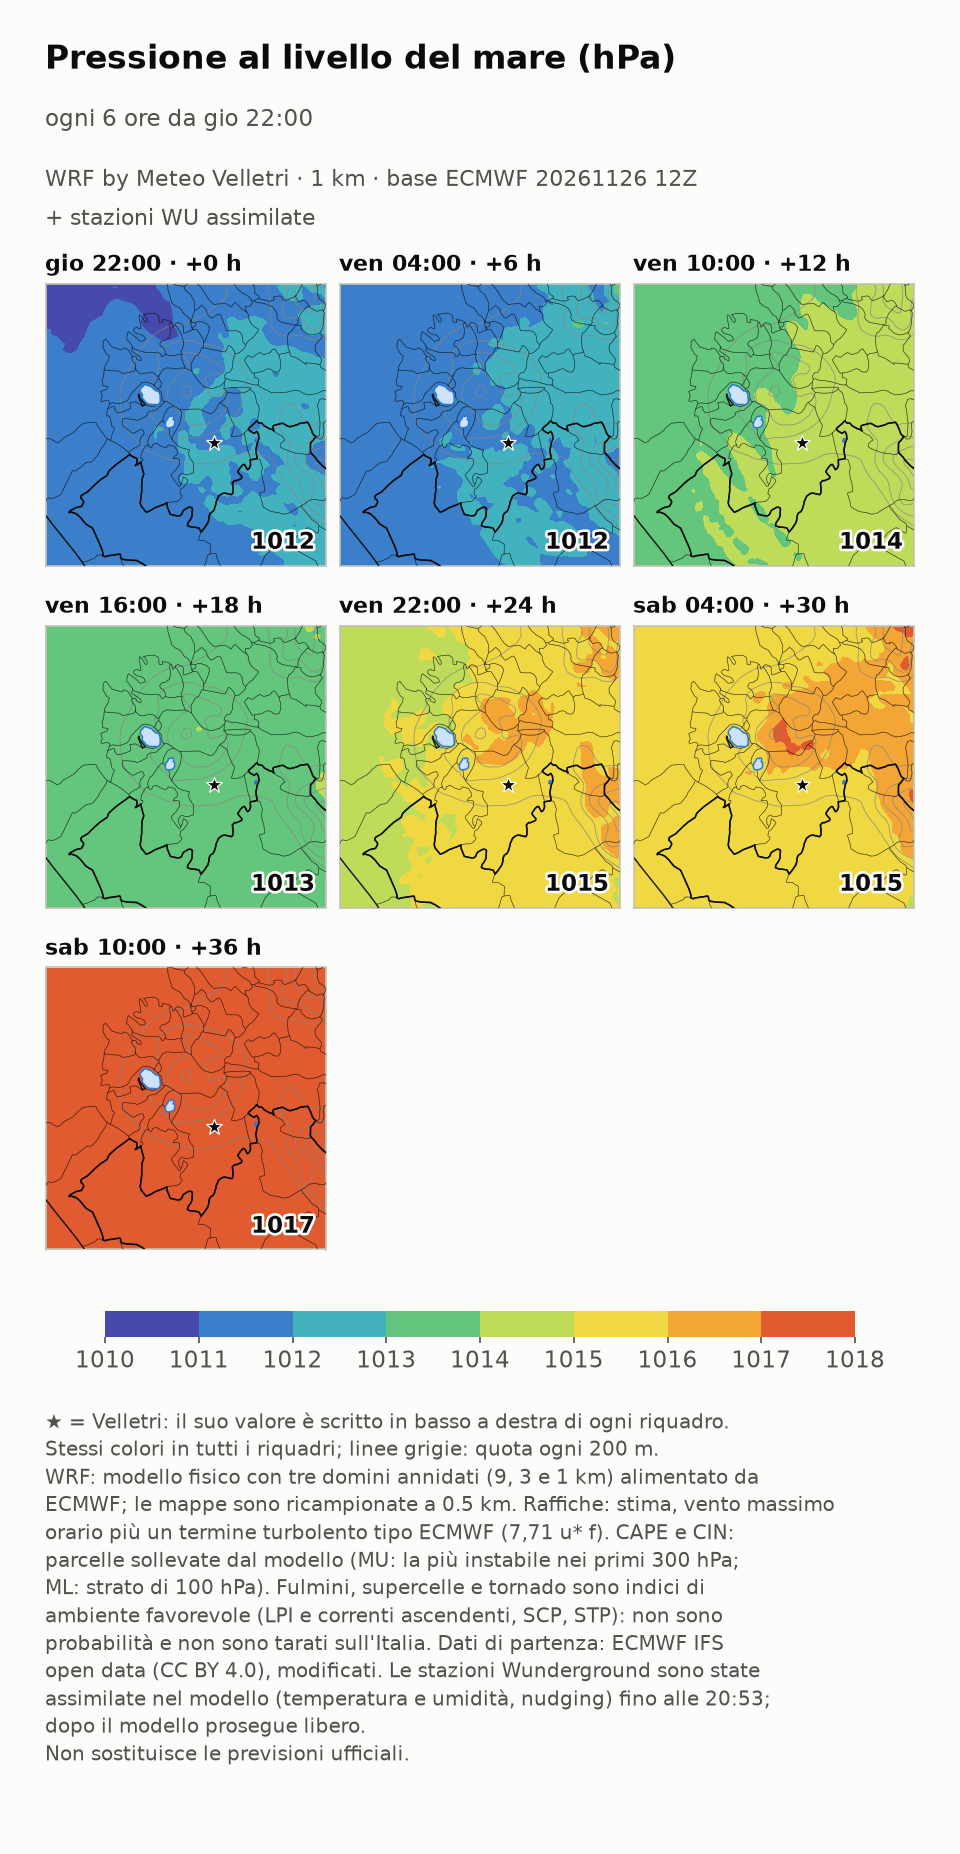 Pressione al livello del mare (hPa)
ogni 6 ore da gio 22:00
WRF by Meteo Velletri · 1 km · base ECMWF 20261126 12Z
+ stazioni WU assimilate
gio 22:00 · +0 h
ven 04:00 · +6 h
ven 10:00 · +12 h
1012
1012
1014
ven 16:00 · +18 h
ven 22:00 · +24 h
sab 04:00 · +30 h
1013
1015
1015
sab 10:00 · +36 h
1017
1010 1011 1012 1013 1014 1015 1016 1017 1018
★ = Velletri: il suo valore è scritto in basso a destra di ogni riquadro.
Stessi colori in tutti i riquadri; linee grigie: quota ogni 200 m.
WRF: modello fisico con tre domini annidati (9, 3 e 1 km) alimentato da
ECMWF; le mappe sono ricampionate a 0.5 km. Raffiche: stima, vento massimo
orario più un termine turbolento tipo ECMWF (7,71 u* f). CAPE e CIN:
parcelle sollevate dal modello (MU: la più instabile nei primi 300 hPa;
ML: strato di 100 hPa). Fulmini, supercelle e tornado sono indici di
ambiente favorevole (LPI e correnti ascendenti, SCP, STP): non sono
probabilità e non sono tarati sull'Italia. Dati di partenza: ECMWF IFS
open data (CC BY 4.0), modificati. Le stazioni Wunderground sono state
assimilate nel modello (temperatura e umidità, nudging) fino alle 20:53;
dopo il modello prosegue libero.
Non sostituisce le previsioni ufficiali.